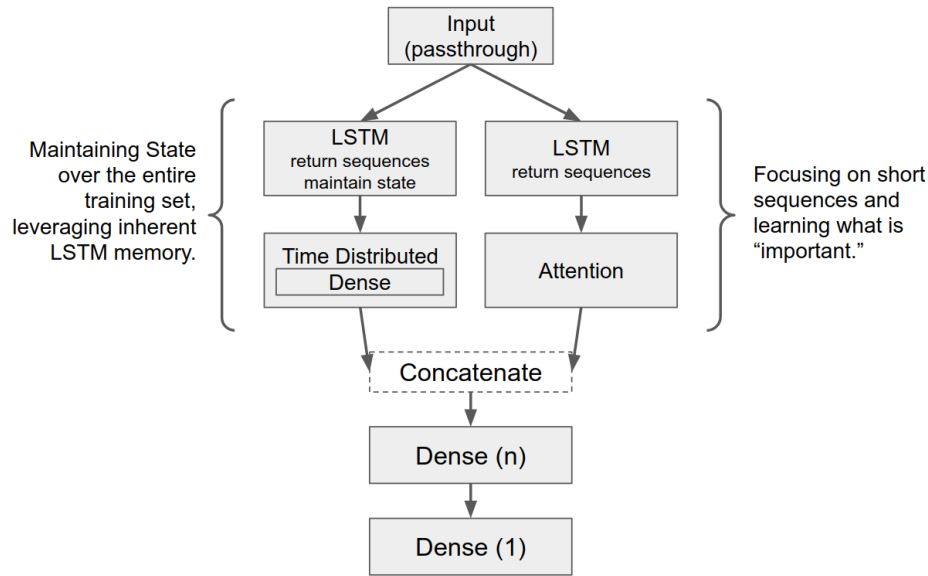 Input
(passthrough)
Maintaining State
over the entire
training set,
leveraging inherent
LSTM memory.
LSTM
return sequences
maintain state
LSTM
return sequences
Focusing on short
sequences and
learning what is
“important.”
Time Distributed
Dense
Attention
Concatenate
Dense (n)
Dense (1)